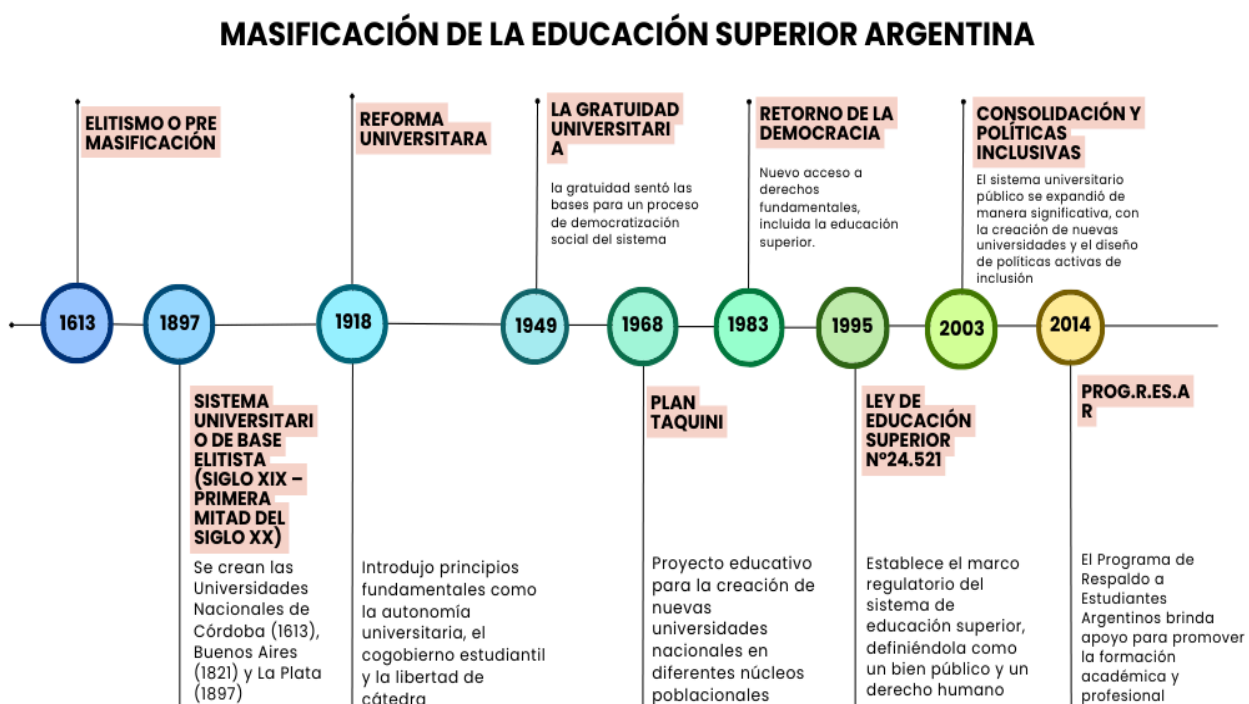 MASIFICACIÓN DE LA EDUCACIÓN SUPERIOR ARGENTINA
ELITISMO O PRE
MASIFICACIÓN
REFORMA
UNIVERSITARA
LA GRATUIDAD
UNIVERSITARI
A
la gratuidad sentó las
bases para un proceso
de democratización
social del sistema
RETORNO DE LA
DEMOCRACIA
Nuevo acceso a
derechos
fundamentales,
incluida la educación
superior.
CONSOLIDACIÓN Y
POLÍTICAS
INCLUSIVAS
El sistema universitario
público se expandió de
manera significativa, con
la creación de nuevas
universidades y el diseño
de políticas activas de
inclusión
1613
1897
1918
1949
1968
1983
1995
2003
2014
SISTEMA
UNIVERSITARI
O DE BASE
ELITISTA
(SIGLO XIX –
PRIMERA
MITAD DEL
SIGLO XX)
Se crean las
Universidades
Nacionales de
Córdoba (1613),
Buenos Aires
(1821) y La Plata
(1897)
Introdujo principios
fundamentales como
la autonomía
universitaria, el
cogobierno estudiantil
y la libertad de
cátedra
PLAN
TAQUINI
Proyecto educativo
para la creación de
nuevas
universidades
nacionales en
diferentes núcleos
poblacionales
LEY DE
EDUCACIÓN
SUPERIOR
Nº24.521
Establece el marco
regulatorio del
sistema de
educación superior,
definiéndola como
un bien público y un
derecho humano
PROG.R.ES.A
R
El Programa de
Respaldo a
Estudiantes
Argentinos brinda
apoyo para promover
la formación
académica y
profesional